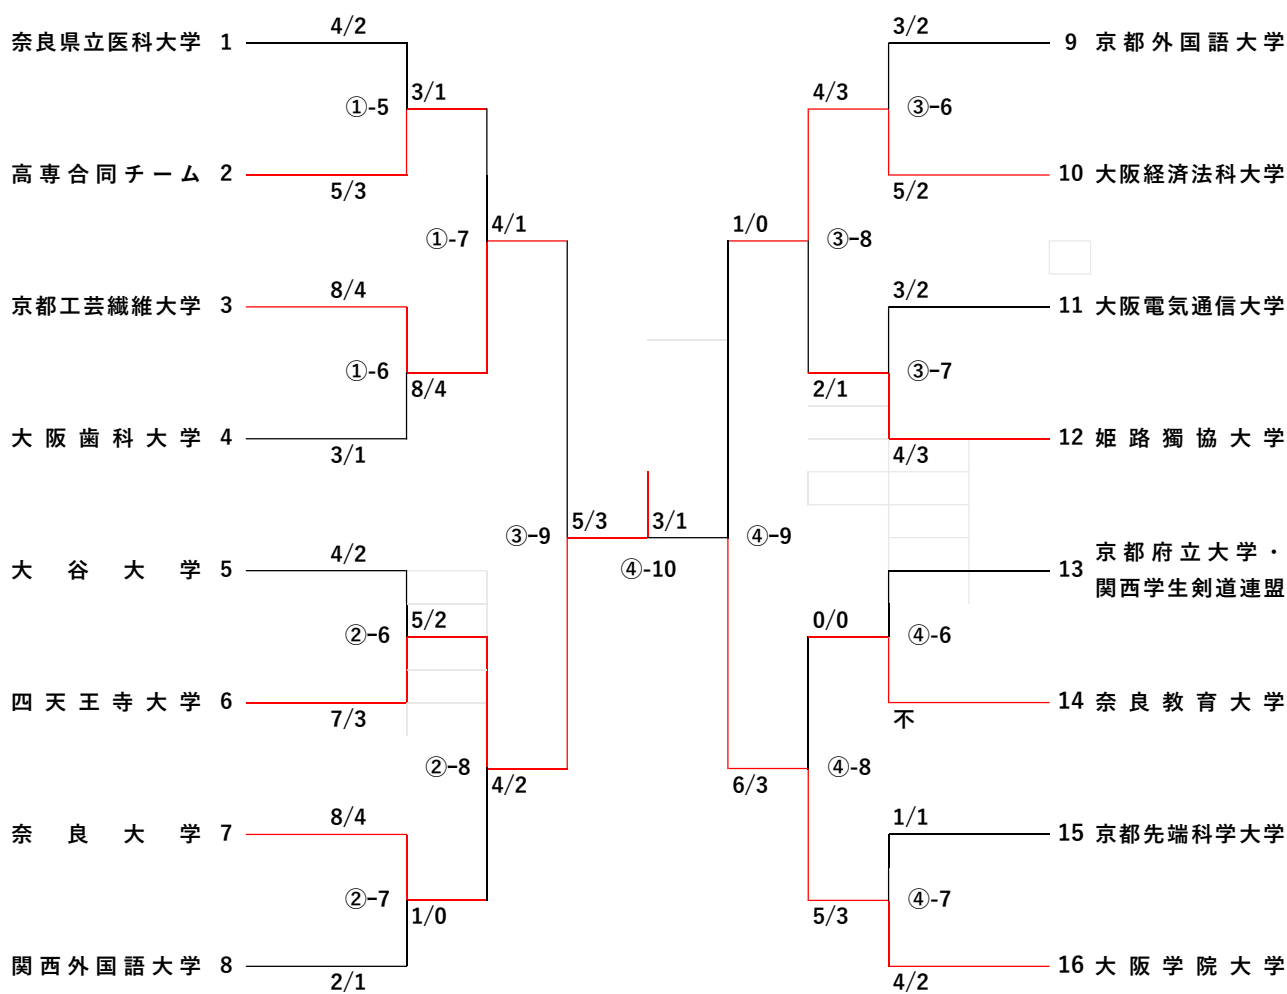 4/2
奈良県立医科大学 1
①-5
3/1
高専合同チーム 2
5/3
①-7
4/1
8/4
京都工芸繊維大学 3
①-6
8/4
大阪歯科大学 4
3/1
③-9
5/3
4/2
大谷大学 5
②-6
5/2
四天王寺大学 6
7/3
②-8
4/2
8/4
奈良大学 7
②-7
1/0
関西外国語大学 8
2/1
④-10
3/1
3/2
9 京都外国語大学
4/3
③-6
10 大阪経済法科大学
5/2
1/0
③-8
3/2
11 大阪電気通信大学
③-7
2/1
12 姫路獨協大学
4/3
④-9
13 京都府立大学・
関西学生剣道連盟
0/0
④-6
14 奈良教育大学
不
6/3
④-8
1/1
15 京都先端科学大学
④-7
5/3
16 大阪学院大学
4/2